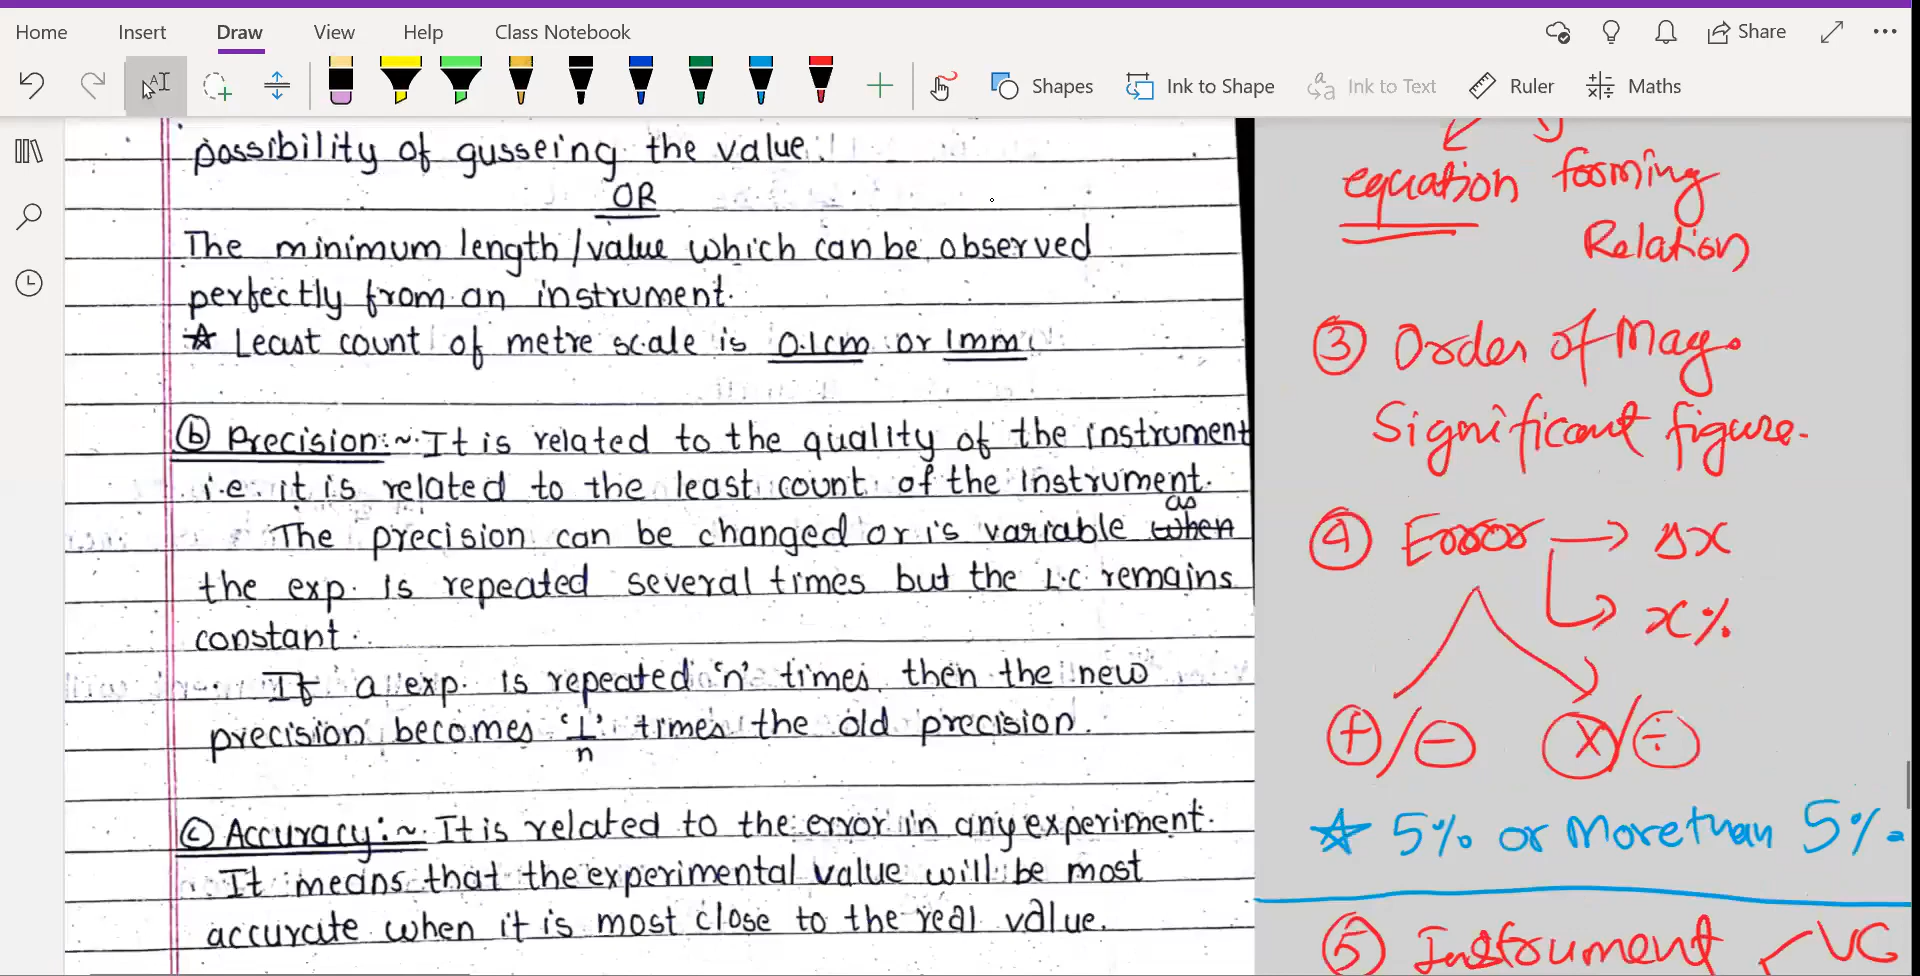 Home Insert Draw View Help Class Notebook Share
Shapes Ink to Shape Ink to Text Ruler Maths
possibility of gusseing the value.
OR
The minimum length/value which can be observed
perfectly from an instrument.
☆ Least count of metre scale is 0.1cm or 1mm
ⓑ Precision:~ It is related to the quality of the instrument
i.e. it is related to the least count of the instrument.
as
The precision can be changed or is variable when
the exp. is repeated several times but the L.C remains
constant.
If a exp. is repeated 'n' times then the new
precision becomes '1/n' times the old precision.
ⓒ Accuracy:~ It is related to the error in any experiment.
It means that the experimental value will be most
accurate when it is most close to the real value.
equation forming
Relation
③ Order of Mag.
Significant figure.
④ Error → Δx
→ x%
+/- ×/÷
☆ 5% or More than 5%
⑤ Instrument VC